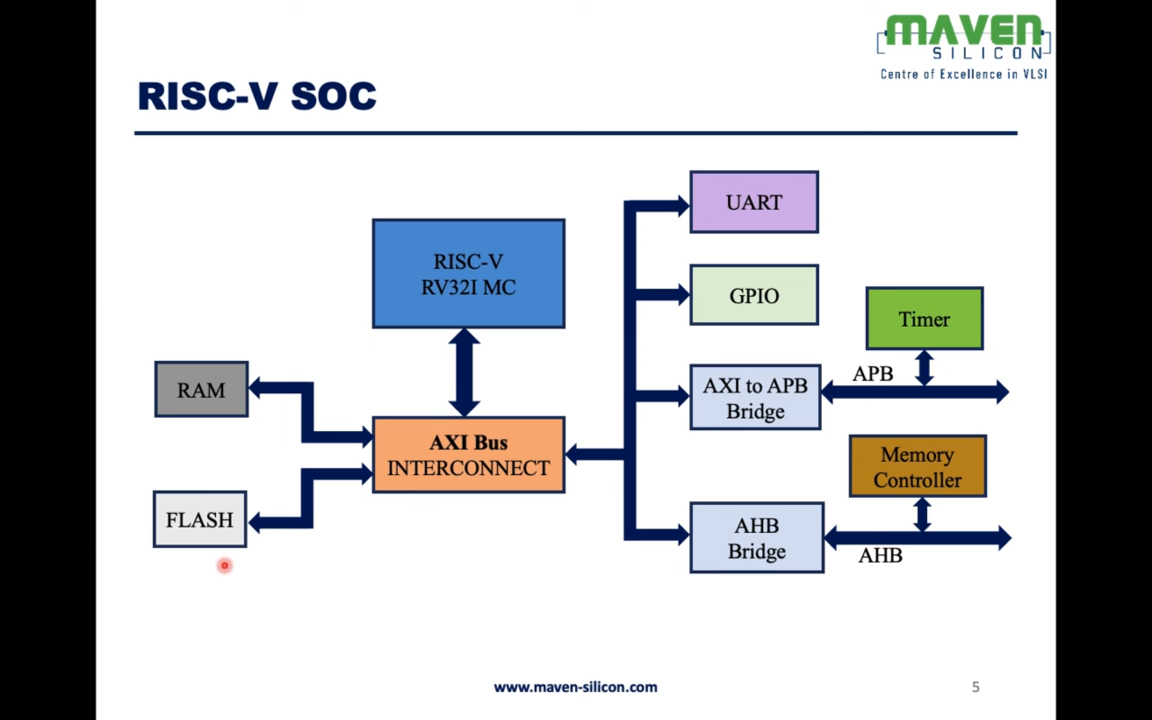 MAVEN
SILICON
Centre of Excellence in VLSI
RISC-V SOC
UART
RISC-V
RV32I MC
GPIO
Timer
RAM
AXI to APB
Bridge
APB
AXI Bus
INTERCONNECT
Memory
Controller
FLASH
AHB
Bridge
AHB
www.maven-silicon.com
5